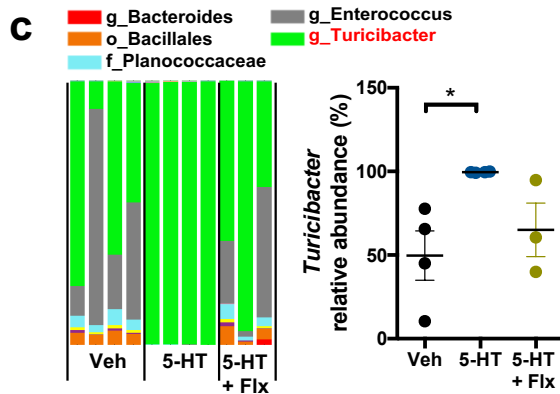 c
g_Bacteroides
g_Enterococcus
o_Bacillales
g_Turicibacter
f_Planococcaceae
Veh
5-HT
5-HT
+ Flx
Turicibacter
relative abundance (%)
150
100
50
0
*
Veh
5-HT
5-HT
+ Flx